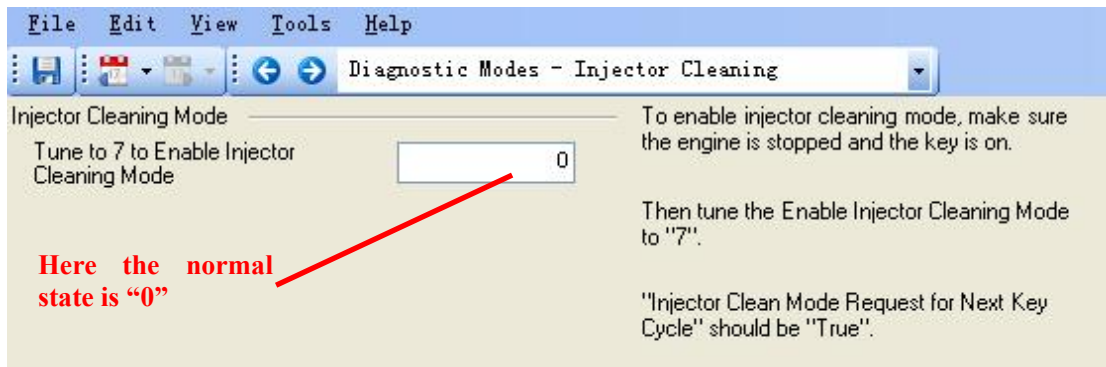 File Edit View Tools Help
Diagnostic Modes - Injector Cleaning
Injector Cleaning Mode
Tune to 7 to Enable Injector
Cleaning Mode
0
Here the normal
state is “0”
To enable injector cleaning mode, make sure
the engine is stopped and the key is on.
Then tune the Enable Injector Cleaning Mode
to "7".
"Injector Clean Mode Request for Next Key
Cycle" should be "True".